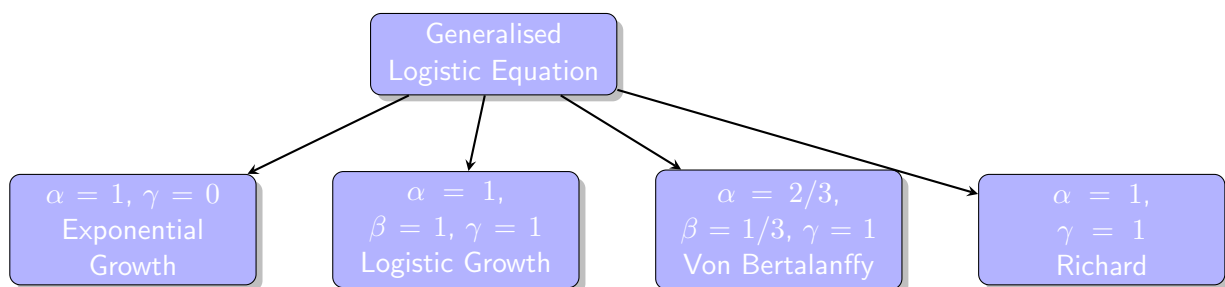 Generalised
Logistic Equation
α = 1, γ = 0
Exponential
Growth
α = 1,
β = 1, γ = 1
Logistic Growth
α = 2/3,
β = 1/3, γ = 1
Von Bertalanffy
α = 1,
γ = 1
Richard